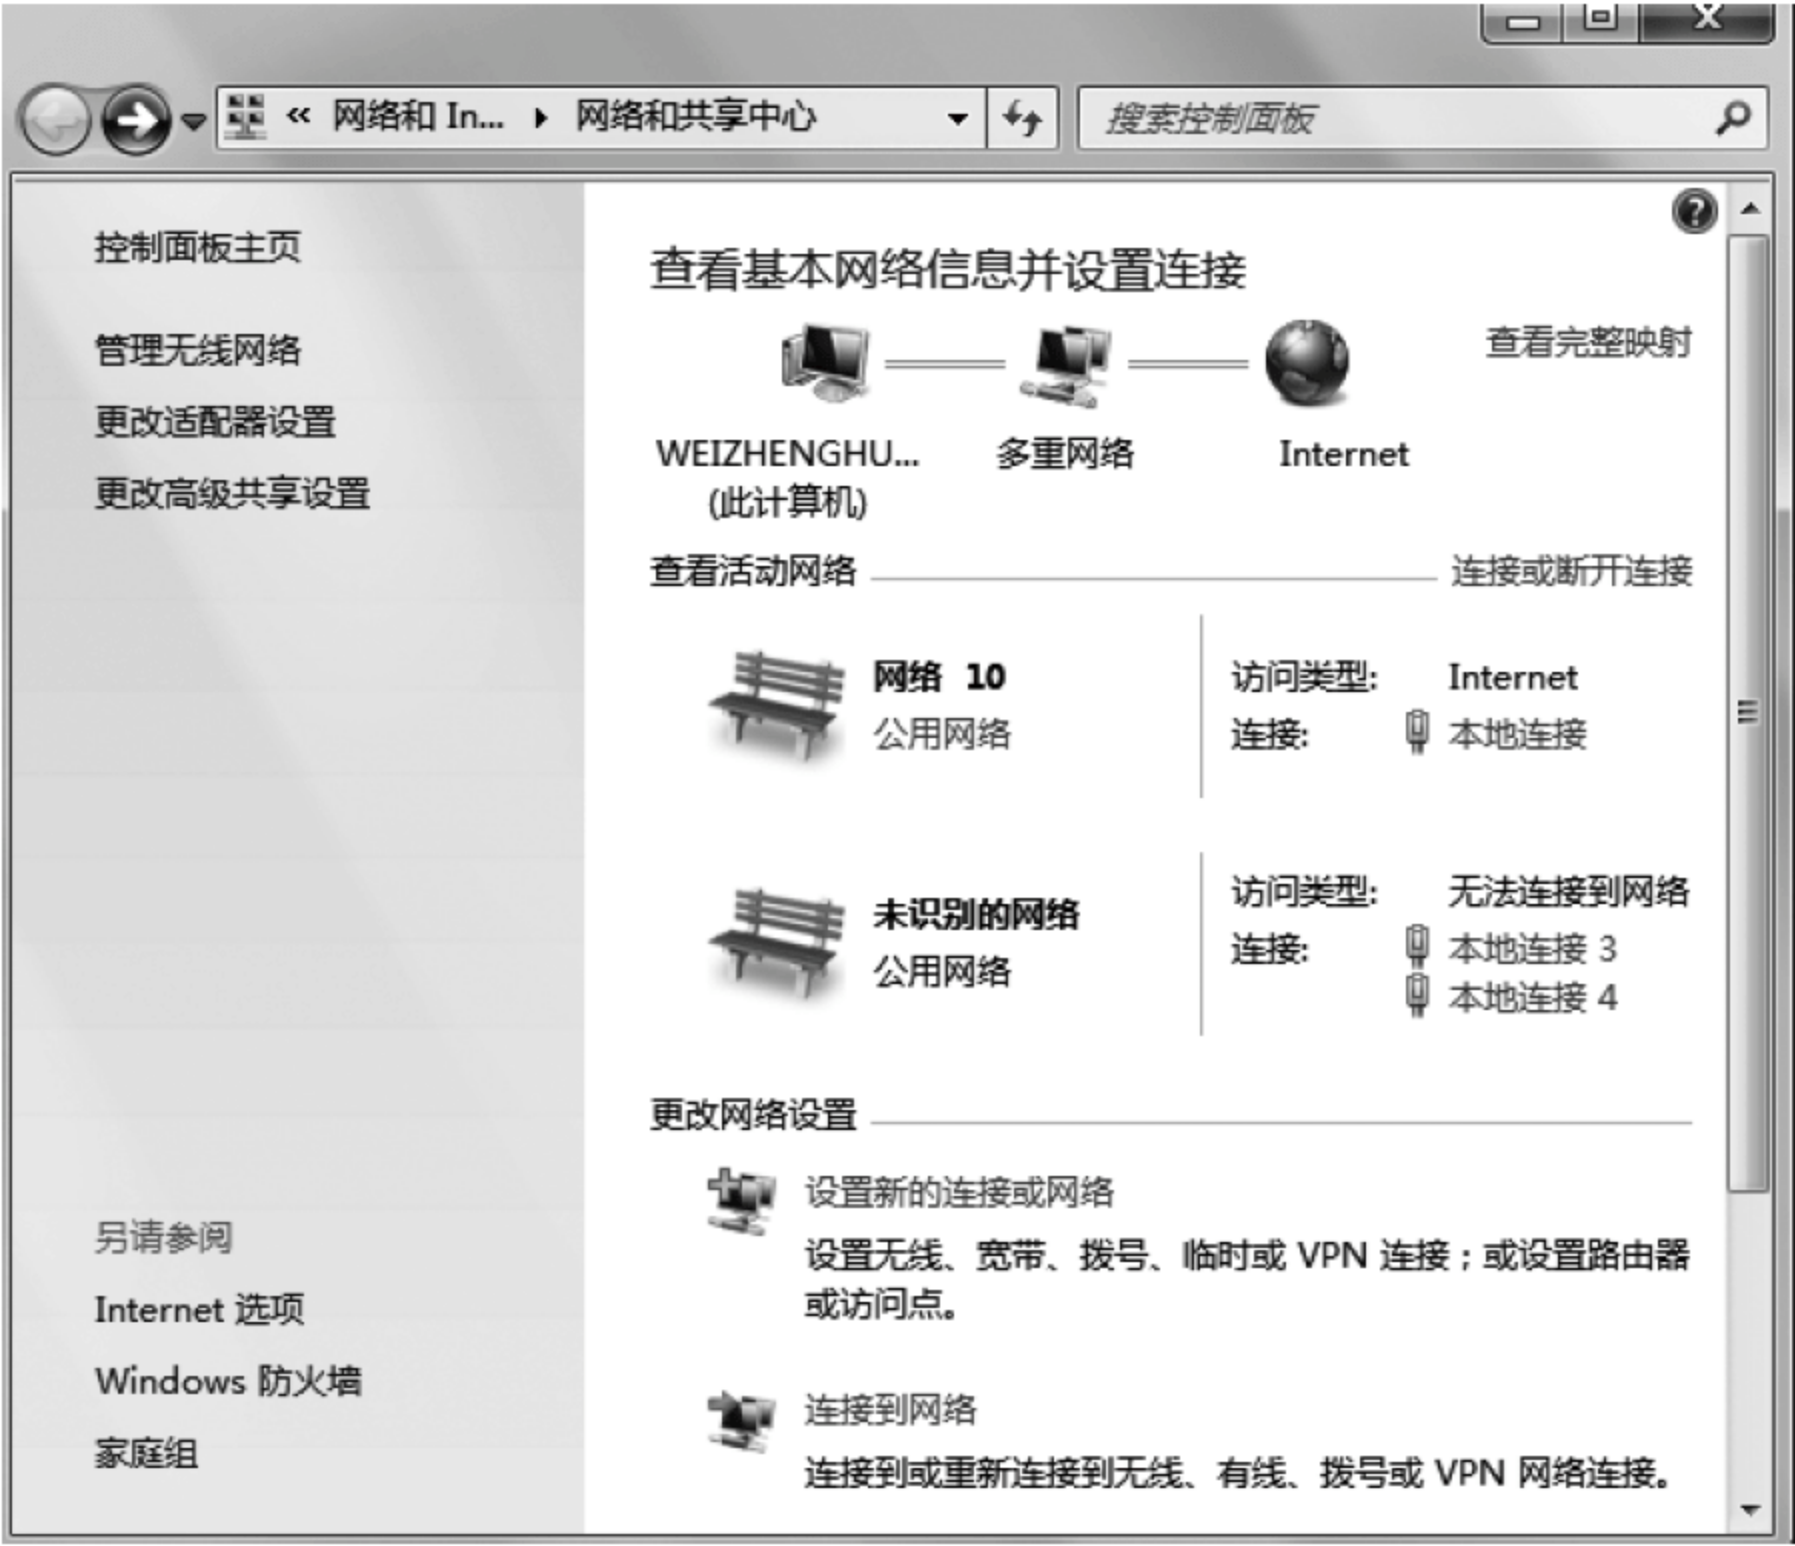 « 网络和 In... ▸ 网络和共享中心
搜索控制面板
控制面板主页
管理无线网络
更改适配器设置
更改高级共享设置
另请参阅
Internet 选项
Windows 防火墙
家庭组
查看基本网络信息并设置连接
查看完整映射
WEIZHENGHU...
(此计算机)
多重网络
Internet
查看活动网络
连接或断开连接
网络 10
公用网络
访问类型: Internet
连接: 本地连接
未识别的网络
公用网络
访问类型: 无法连接到网络
连接: 本地连接 3
本地连接 4
更改网络设置
设置新的连接或网络
设置无线、宽带、拨号、临时或 VPN 连接；或设置路由器
或访问点。
连接到网络
连接到或重新连接到无线、有线、拨号或 VPN 网络连接。